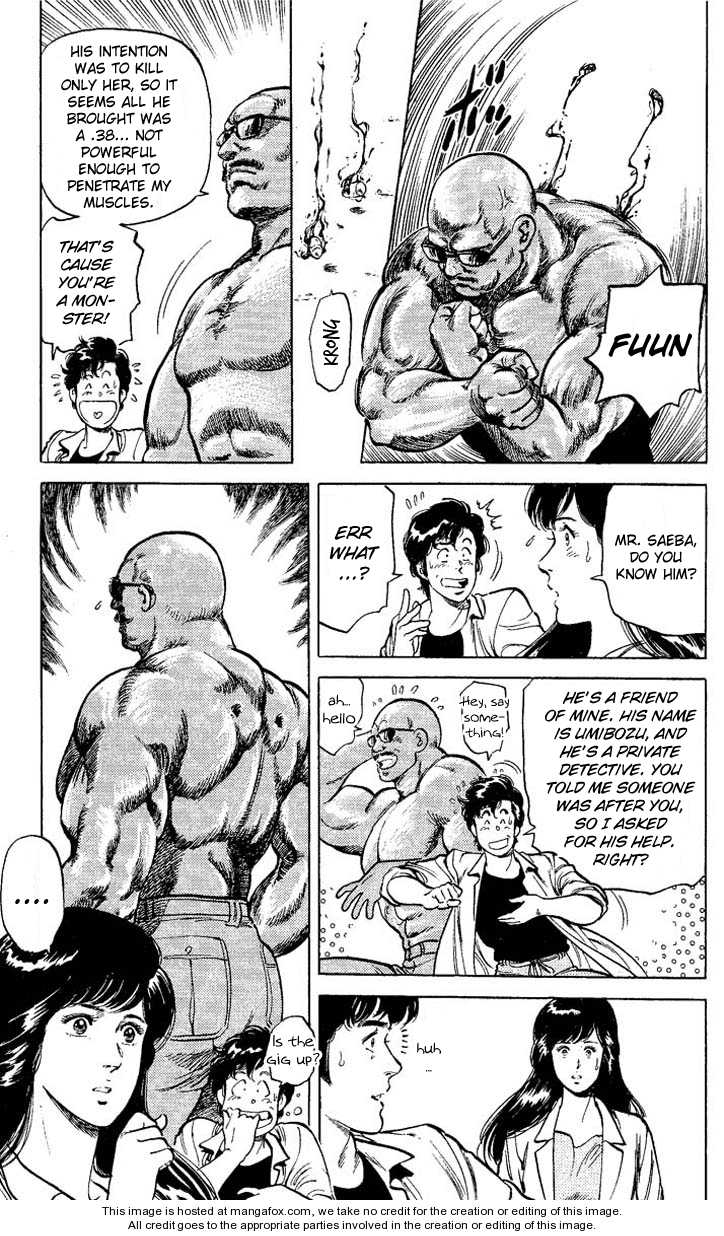 FUUN
KRONG
HIS INTENTION
WAS TO KILL
ONLY HER, SO IT
SEEMS ALL HE
BROUGHT WAS
A .38... NOT
POWERFUL
ENOUGH TO
PENETRATE MY
MUSCLES.
THAT'S
CAUSE
YOU'RE
A MON-
STER!
MR. SAEBA,
DO YOU
KNOW HIM?
ERR
WHAT
...?
HE'S A FRIEND
OF MINE. HIS NAME
IS UMIBOZU, AND
HE'S A PRIVATE
DETECTIVE. YOU
TOLD ME SOMEONE
WAS AFTER YOU,
SO I ASKED
FOR HIS HELP.
RIGHT?
Hey, say
some-
thing!
ah...
hello
huh
...
Is the
GIG up?
....
This image is hosted at mangafox.com, we take no credit for the creation or editing of this image.
All credit goes to the appropriate parties involved in the creation or editing of this image.